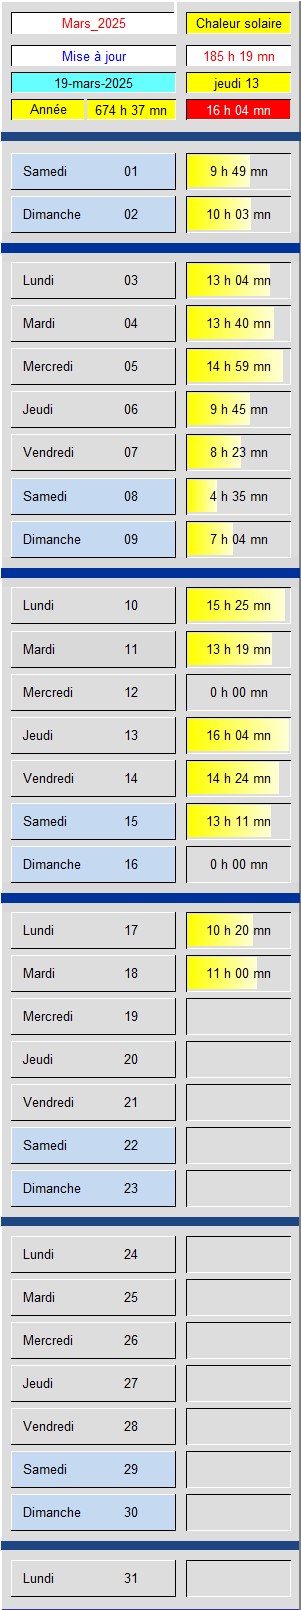 Mars_2025 Chaleur solaire
Mise à jour 185 h 19 mn
19-mars-2025 jeudi 13
Année 674 h 37 mn 16 h 04 mn
Samedi 01 9 h 49 mn
Dimanche 02 10 h 03 mn
Lundi 03 13 h 04 mn
Mardi 04 13 h 40 mn
Mercredi 05 14 h 59 mn
Jeudi 06 9 h 45 mn
Vendredi 07 8 h 23 mn
Samedi 08 4 h 35 mn
Dimanche 09 7 h 04 mn
Lundi 10 15 h 25 mn
Mardi 11 13 h 19 mn
Mercredi 12 0 h 00 mn
Jeudi 13 16 h 04 mn
Vendredi 14 14 h 24 mn
Samedi 15 13 h 11 mn
Dimanche 16 0 h 00 mn
Lundi 17 10 h 20 mn
Mardi 18 11 h 00 mn
Mercredi 19
Jeudi 20
Vendredi 21
Samedi 22
Dimanche 23
Lundi 24
Mardi 25
Mercredi 26
Jeudi 27
Vendredi 28
Samedi 29
Dimanche 30
Lundi 31